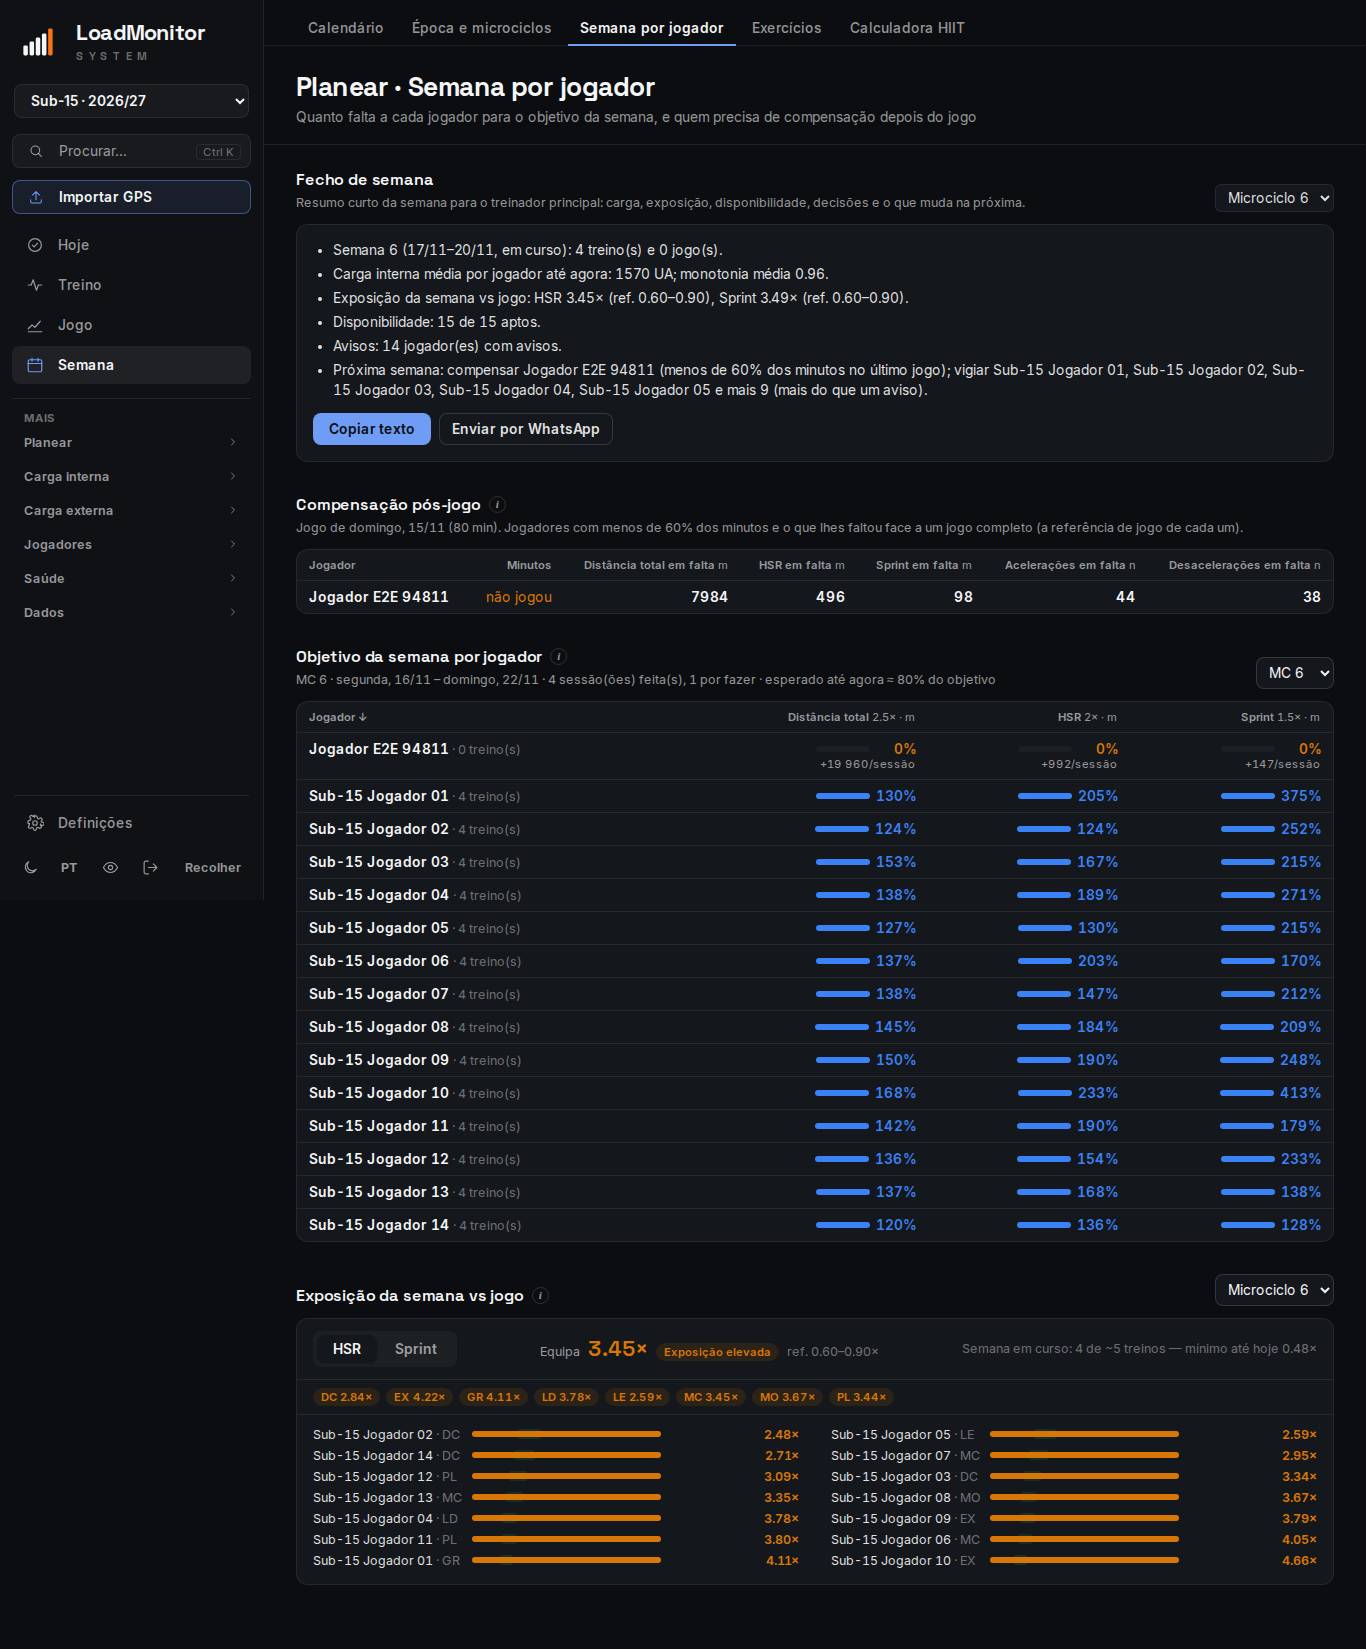 LoadMonitor
SYSTEM
Sub-15 · 2026/27
Procurar... Ctrl K
Importar GPS
Hoje
Treino
Jogo
Semana
MAIS
Planear
Carga interna
Carga externa
Jogadores
Saúde
Dados
Definições
PT Recolher
Calendário Época e microciclos Semana por jogador Exercícios Calculadora HIIT
Planear · Semana por jogador
Quanto falta a cada jogador para o objetivo da semana, e quem precisa de compensação depois do jogo
Fecho de semana
Resumo curto da semana para o treinador principal: carga, exposição, disponibilidade, decisões e o que muda na próxima.
Microciclo 6
• Semana 6 (17/11–20/11, em curso): 4 treino(s) e 0 jogo(s).
• Carga interna média por jogador até agora: 1570 UA; monotonia média 0.96.
• Exposição da semana vs jogo: HSR 3.45× (ref. 0.60–0.90), Sprint 3.49× (ref. 0.60–0.90).
• Disponibilidade: 15 de 15 aptos.
• Avisos: 14 jogador(es) com avisos.
• Próxima semana: compensar Jogador E2E 94811 (menos de 60% dos minutos no último jogo); vigiar Sub-15 Jogador 01, Sub-15 Jogador 02, Sub-
15 Jogador 03, Sub-15 Jogador 04, Sub-15 Jogador 05 e mais 9 (mais do que um aviso).
Copiar texto Enviar por WhatsApp
Compensação pós-jogo i
Jogo de domingo, 15/11 (80 min). Jogadores com menos de 60% dos minutos e o que lhes faltou face a um jogo completo (a referência de jogo de cada um).
Jogador Minutos Distância total em falta m HSR em falta m Sprint em falta m Acelerações em falta n Desacelerações em falta n
Jogador E2E 94811 não jogou 7984 496 98 44 38
Objetivo da semana por jogador i
MC 6 · segunda, 16/11 – domingo, 22/11 · 4 sessão(ões) feita(s), 1 por fazer · esperado até agora ≈ 80% do objetivo
MC 6
Jogador ↓ Distância total 2.5× · m HSR 2× · m Sprint 1.5× · m
Jogador E2E 94811 · 0 treino(s) 0% 0% 0%
+19 960/sessão +992/sessão +147/sessão
Sub-15 Jogador 01 · 4 treino(s) 130% 205% 375%
Sub-15 Jogador 02 · 4 treino(s) 124% 124% 252%
Sub-15 Jogador 03 · 4 treino(s) 153% 167% 215%
Sub-15 Jogador 04 · 4 treino(s) 138% 189% 271%
Sub-15 Jogador 05 · 4 treino(s) 127% 130% 215%
Sub-15 Jogador 06 · 4 treino(s) 137% 203% 170%
Sub-15 Jogador 07 · 4 treino(s) 138% 147% 212%
Sub-15 Jogador 08 · 4 treino(s) 145% 184% 209%
Sub-15 Jogador 09 · 4 treino(s) 150% 190% 248%
Sub-15 Jogador 10 · 4 treino(s) 168% 233% 413%
Sub-15 Jogador 11 · 4 treino(s) 142% 190% 179%
Sub-15 Jogador 12 · 4 treino(s) 136% 154% 233%
Sub-15 Jogador 13 · 4 treino(s) 137% 168% 138%
Sub-15 Jogador 14 · 4 treino(s) 120% 136% 128%
Exposição da semana vs jogo i
Microciclo 6
HSR Sprint Equipa 3.45× Exposição elevada ref. 0.60–0.90× Semana em curso: 4 de ~5 treinos — mínimo até hoje 0.48×
DC 2.84× EX 4.22× GR 4.11× LD 3.78× LE 2.59× MC 3.45× MO 3.67× PL 3.44×
Sub-15 Jogador 02 · DC 2.48× Sub-15 Jogador 05 · LE 2.59×
Sub-15 Jogador 14 · DC 2.71× Sub-15 Jogador 07 · MC 2.95×
Sub-15 Jogador 12 · PL 3.09× Sub-15 Jogador 03 · DC 3.34×
Sub-15 Jogador 13 · MC 3.35× Sub-15 Jogador 08 · MO 3.67×
Sub-15 Jogador 04 · LD 3.78× Sub-15 Jogador 09 · EX 3.79×
Sub-15 Jogador 11 · PL 3.80× Sub-15 Jogador 06 · MC 4.05×
Sub-15 Jogador 01 · GR 4.11× Sub-15 Jogador 10 · EX 4.66×